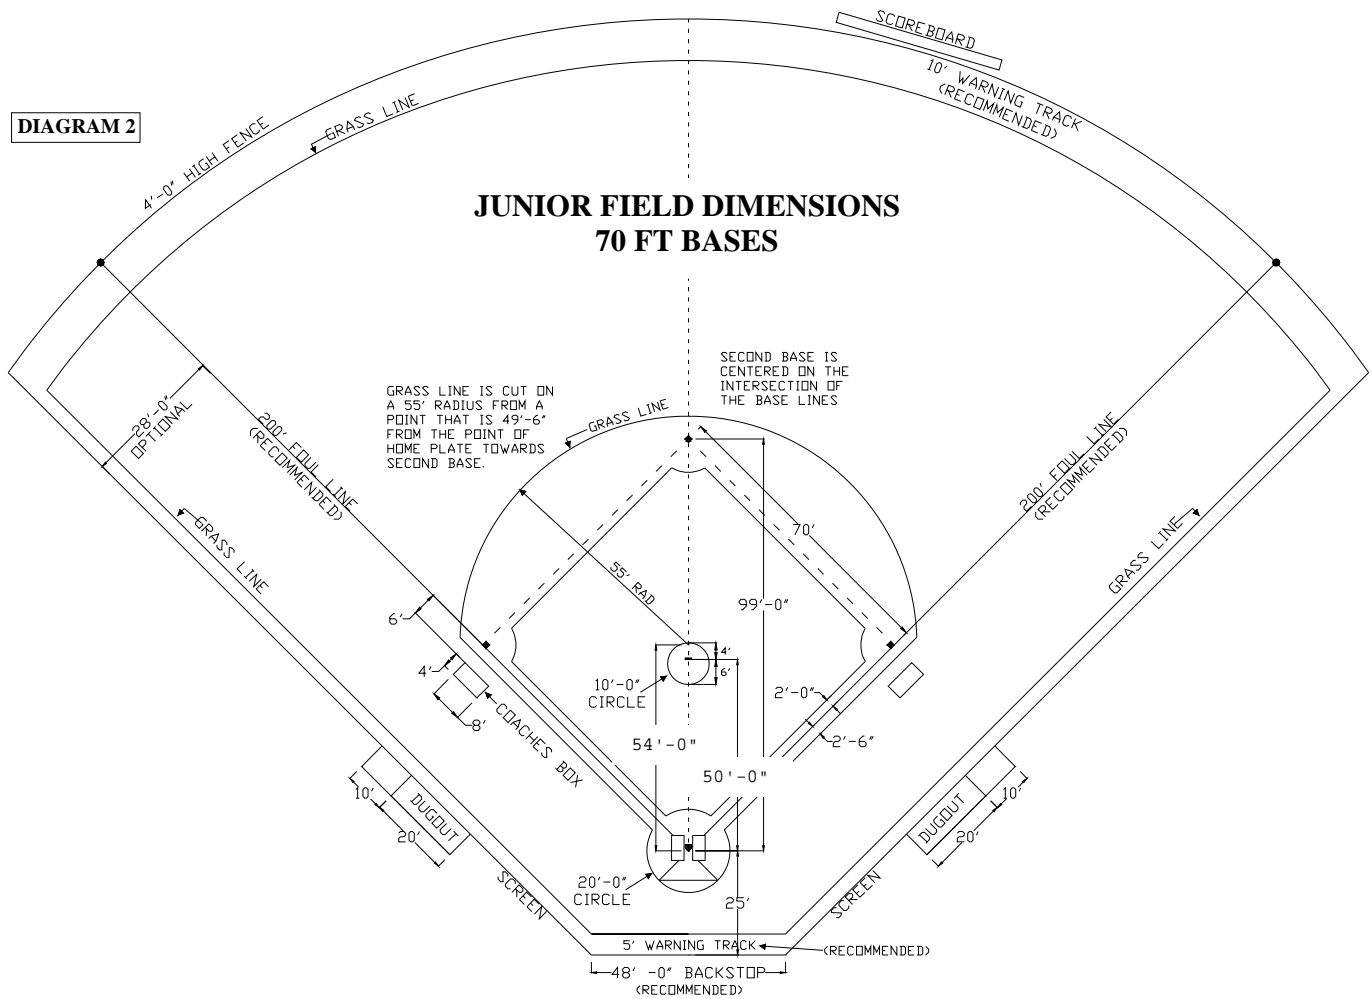 SCOREBOARD
10' WARNING TRACK
(RECOMMENDED)
DIAGRAM 2
4'-0" HIGH FENCE
GRASS LINE
JUNIOR FIELD DIMENSIONS
70 FT BASES
SECOND BASE IS
CENTERED ON THE
INTERSECTION OF
THE BASE LINES
GRASS LINE IS CUT ON
A 55' RADIUS FROM A
POINT THAT IS 49'-6"
FROM THE POINT OF
HOME PLATE TOWARDS
SECOND BASE.
GRASS LINE
28'-0"
OPTIONAL
200' FOUL LINE
(RECOMMENDED)
200' FOUL LINE
(RECOMMENDED)
GRASS LINE
GRASS LINE
70'
55' RAD
99'-0"
6'
4'
8'
COACHES BOX
4'
6'
10'-0"
CIRCLE
2'-0"
2'-6"
54'-0"
50'-0"
10'
DUGOUT
20'
10'
DUGOUT
20'
SCREEN
SCREEN
20'-0"
CIRCLE
25'
5' WARNING TRACK
(RECOMMENDED)
48' -0" BACKSTOP
(RECOMMENDED)